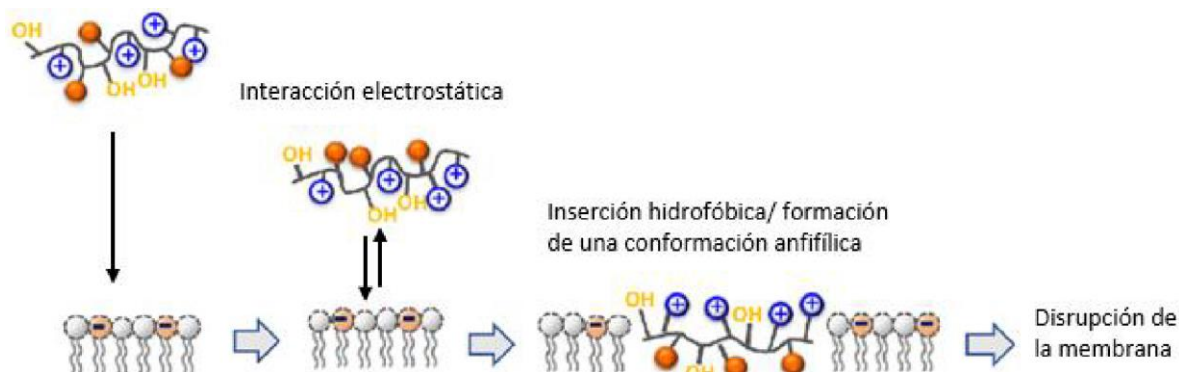 OH
OH
OH
+
+
+
+
Interacción electrostática
OH
OH
OH
+
+
+
+
Inserción hidrofóbica/ formación
de una conformación anfifílica
OH
OH
OH
+
+
+
+
+
-
-
-
-
-
-
-
Disrupción de
la membrana